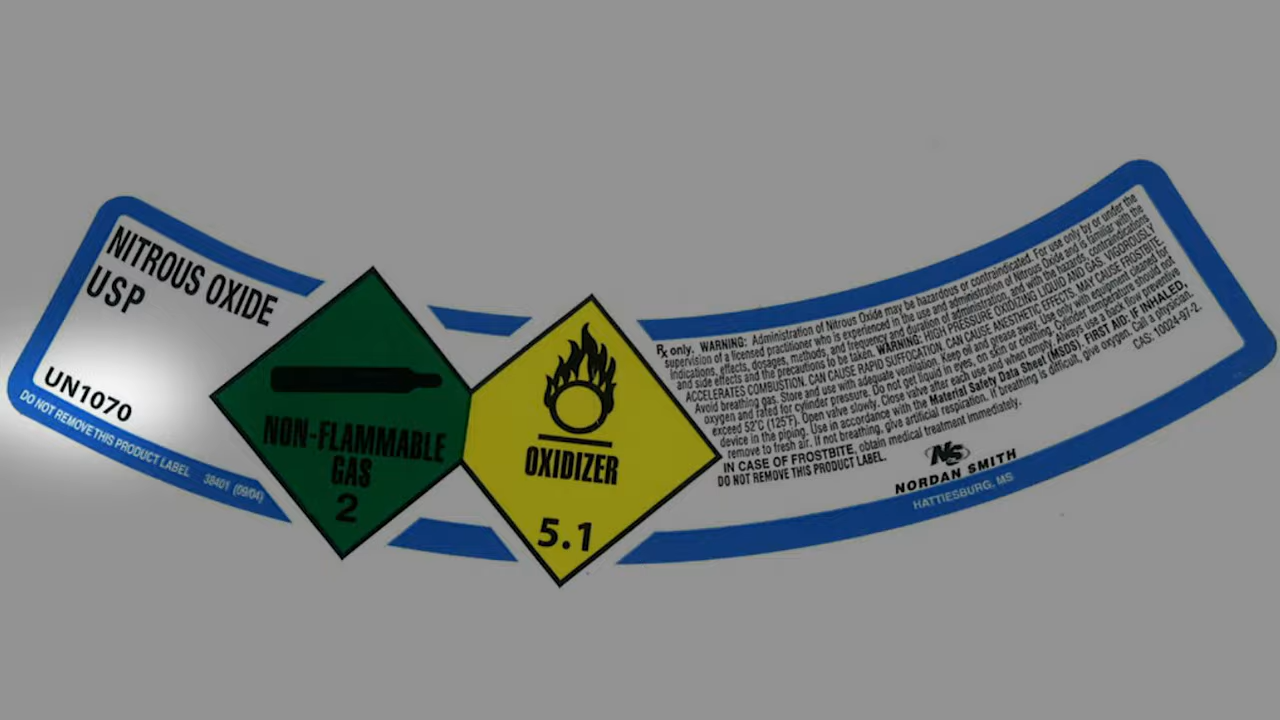 NITROUS OXIDE
USP
UN1070
DO NOT REMOVE THIS PRODUCT LABEL 38401 (09/04)
NON-FLAMMABLE
GAS
2
OXIDIZER
5.1
Rx only. WARNING: Administration of Nitrous Oxide may be hazardous or contraindicated. For use only by or under the
supervision of a licensed practitioner who is experienced in the use and administration of Nitrous Oxide and is familiar with the
indications, effects, dosages, methods, and frequency and duration of administration, and with the hazards, contraindications
and side effects and the precautions to be taken. WARNING: HIGH PRESSURE OXIDIZING LIQUID AND GAS. VIGOROUSLY
ACCELERATES COMBUSTION. CAN CAUSE RAPID SUFFOCATION. CAN CAUSE ANESTHETIC EFFECTS. MAY CAUSE FROSTBITE.
Avoid breathing gas. Store and use with adequate ventilation. Keep oil and grease away. Use only with equipment cleaned for
oxygen and rated for cylinder pressure. Do not get liquid in eyes, on skin or clothing. Cylinder temperature should not
exceed 52°C (125°F). Open valve slowly. Close valve after each use and when empty. Always use a back flow preventive
device in the piping. Use in accordance with the Material Safety Data Sheet (MSDS). FIRST AID: IF INHALED,
remove to fresh air. If not breathing, give artificial respiration. If breathing is difficult, give oxygen. Call a physician.
IN CASE OF FROSTBITE, obtain medical treatment immediately.
CAS: 10024-97-2.
DO NOT REMOVE THIS PRODUCT LABEL.
NS
NORDAN SMITH
HATTIESBURG, MS